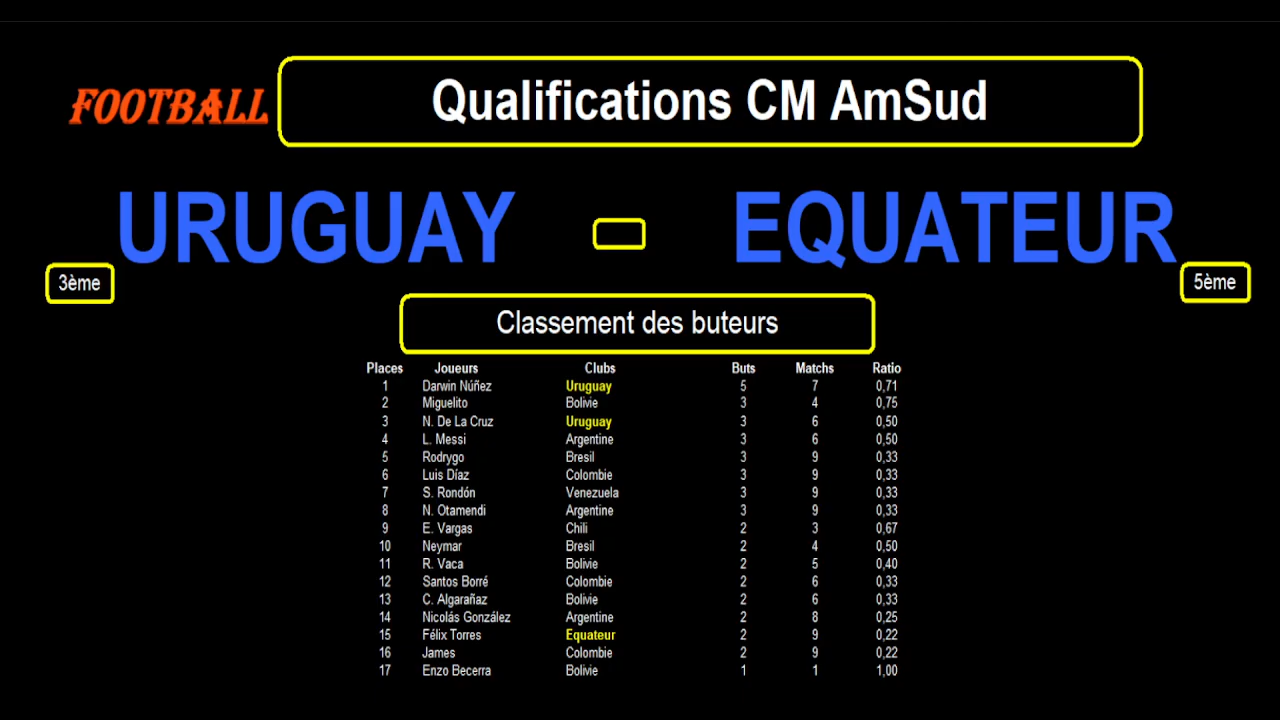 FOOTBALL Qualifications CM AmSud
URUGUAY - EQUATEUR
3ème 5ème
Classement des buteurs
Places Joueurs Clubs Buts Matchs Ratio
1 Darwin Núñez Uruguay 5 7 0,71
2 Miguelito Bolivie 3 4 0,75
3 N. De La Cruz Uruguay 3 6 0,50
4 L. Messi Argentine 3 6 0,50
5 Rodrygo Bresil 3 9 0,33
6 Luis Díaz Colombie 3 9 0,33
7 S. Rondón Venezuela 3 9 0,33
8 N. Otamendi Argentine 3 9 0,33
9 E. Vargas Chili 2 3 0,67
10 Neymar Bresil 2 4 0,50
11 R. Vaca Bolivie 2 5 0,40
12 Santos Borré Colombie 2 6 0,33
13 C. Algarañaz Bolivie 2 6 0,33
14 Nicolás González Argentine 2 8 0,25
15 Félix Torres Equateur 2 9 0,22
16 James Colombie 2 9 0,22
17 Enzo Becerra Bolivie 1 1 1,00